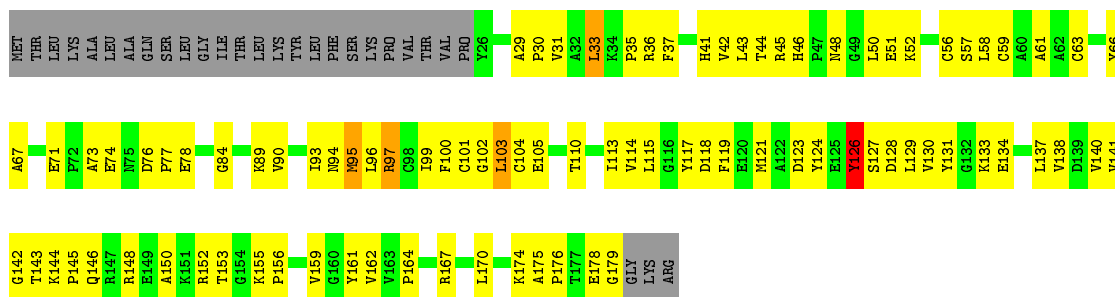 MET THR LEU LYS ALA LEU ALA GLN SER LEU GLY ILE THR LEU LYS TYR LEU PHE SER LYS PRO VAL THR VAL PRO Y26 A29 P30 V31 A32 L33 K34 P35 R36 F37 H41 V42 L43 T44 R45 H46 P47 N48 G49 L50 E51 K52 C56 S57 L58 C59 A60 A61 A62 C63 Y66
A67 E71 P72 A73 E74 N75 D76 P77 E78 G84 K89 V90 I93 N94 M95 L96 R97 C98 I99 F100 C101 G102 L103 C104 E105 T110 I113 V114 L115 G116 Y117 D118 F119 E120 M121 A122 D123 Y124 E125 Y126 S127 D128 L129 V130 Y131 G132 K133 E134 L137 V138 D139 V140
G142 T143 K144 P145 Q146 R147 R148 E149 A150 K151 R152 T153 G154 K155 P156 V159 G160 Y161 V162 V163 P164 R167 L170 K174 A175 P176 T177 E178 G179 GLY LYS ARG